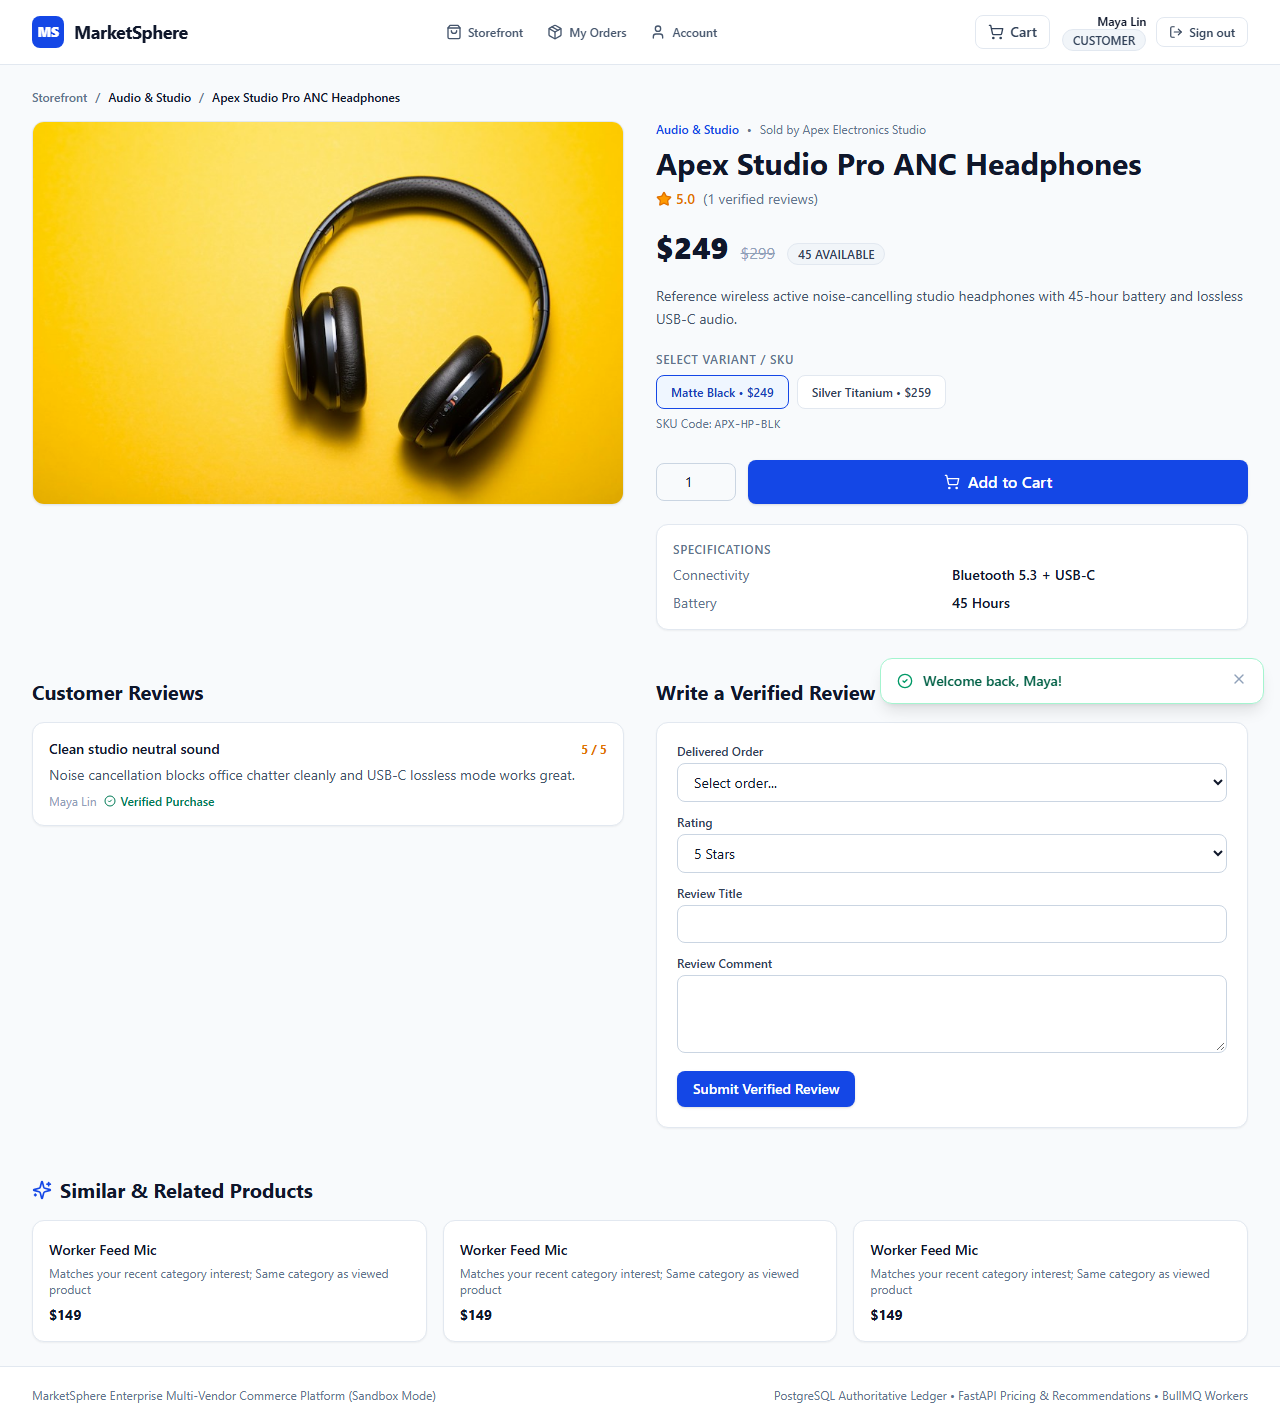 MS MarketSphere
Storefront
My Orders
Account
Cart
Maya Lin
CUSTOMER
Sign out
Storefront / Audio & Studio / Apex Studio Pro ANC Headphones
Audio & Studio • Sold by Apex Electronics Studio
Apex Studio Pro ANC Headphones
5.0 (1 verified reviews)
$249 $299 45 AVAILABLE
Reference wireless active noise-cancelling studio headphones with 45-hour battery and lossless
USB-C audio.
SELECT VARIANT / SKU
Matte Black • $249
Silver Titanium • $259
SKU Code: APX-HP-BLK
1
Add to Cart
SPECIFICATIONS
Connectivity Bluetooth 5.3 + USB-C
Battery 45 Hours
Welcome back, Maya!
Customer Reviews
Clean studio neutral sound 5 / 5
Noise cancellation blocks office chatter cleanly and USB-C lossless mode works great.
Maya Lin Verified Purchase
Write a Verified Review
Delivered Order
Select order...
Rating
5 Stars
Review Title
Review Comment
Submit Verified Review
Similar & Related Products
Worker Feed Mic
Matches your recent category interest; Same category as viewed
product
$149
Worker Feed Mic
Matches your recent category interest; Same category as viewed
product
$149
Worker Feed Mic
Matches your recent category interest; Same category as viewed
product
$149
MarketSphere Enterprise Multi-Vendor Commerce Platform (Sandbox Mode)
PostgreSQL Authoritative Ledger • FastAPI Pricing & Recommendations • BullMQ Workers